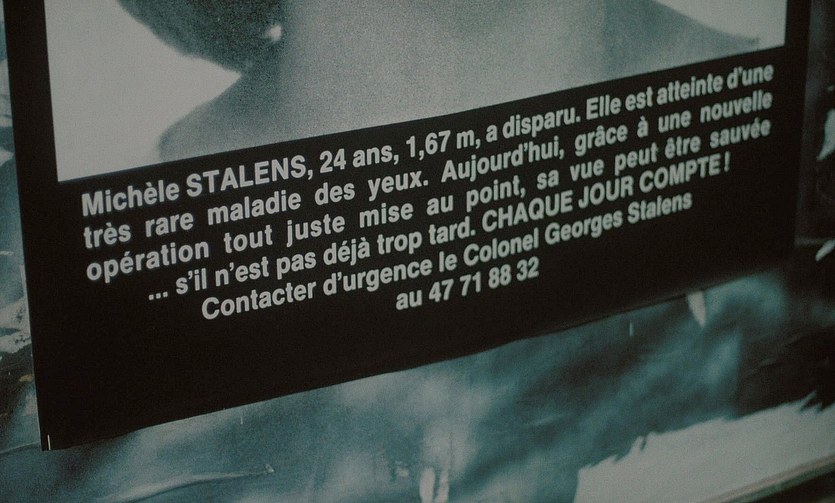 Michèle STALENS, 24 ans, 1,67 m, a disparu. Elle est atteinte d'une
très rare maladie des yeux. Aujourd'hui, grâce à une nouvelle
opération tout juste mise au point, sa vue peut être sauvée
... s'il n'est pas déjà trop tard. CHAQUE JOUR COMPTE !
Contacter d'urgence le Colonel Georges Stalens
au 47 71 88 32